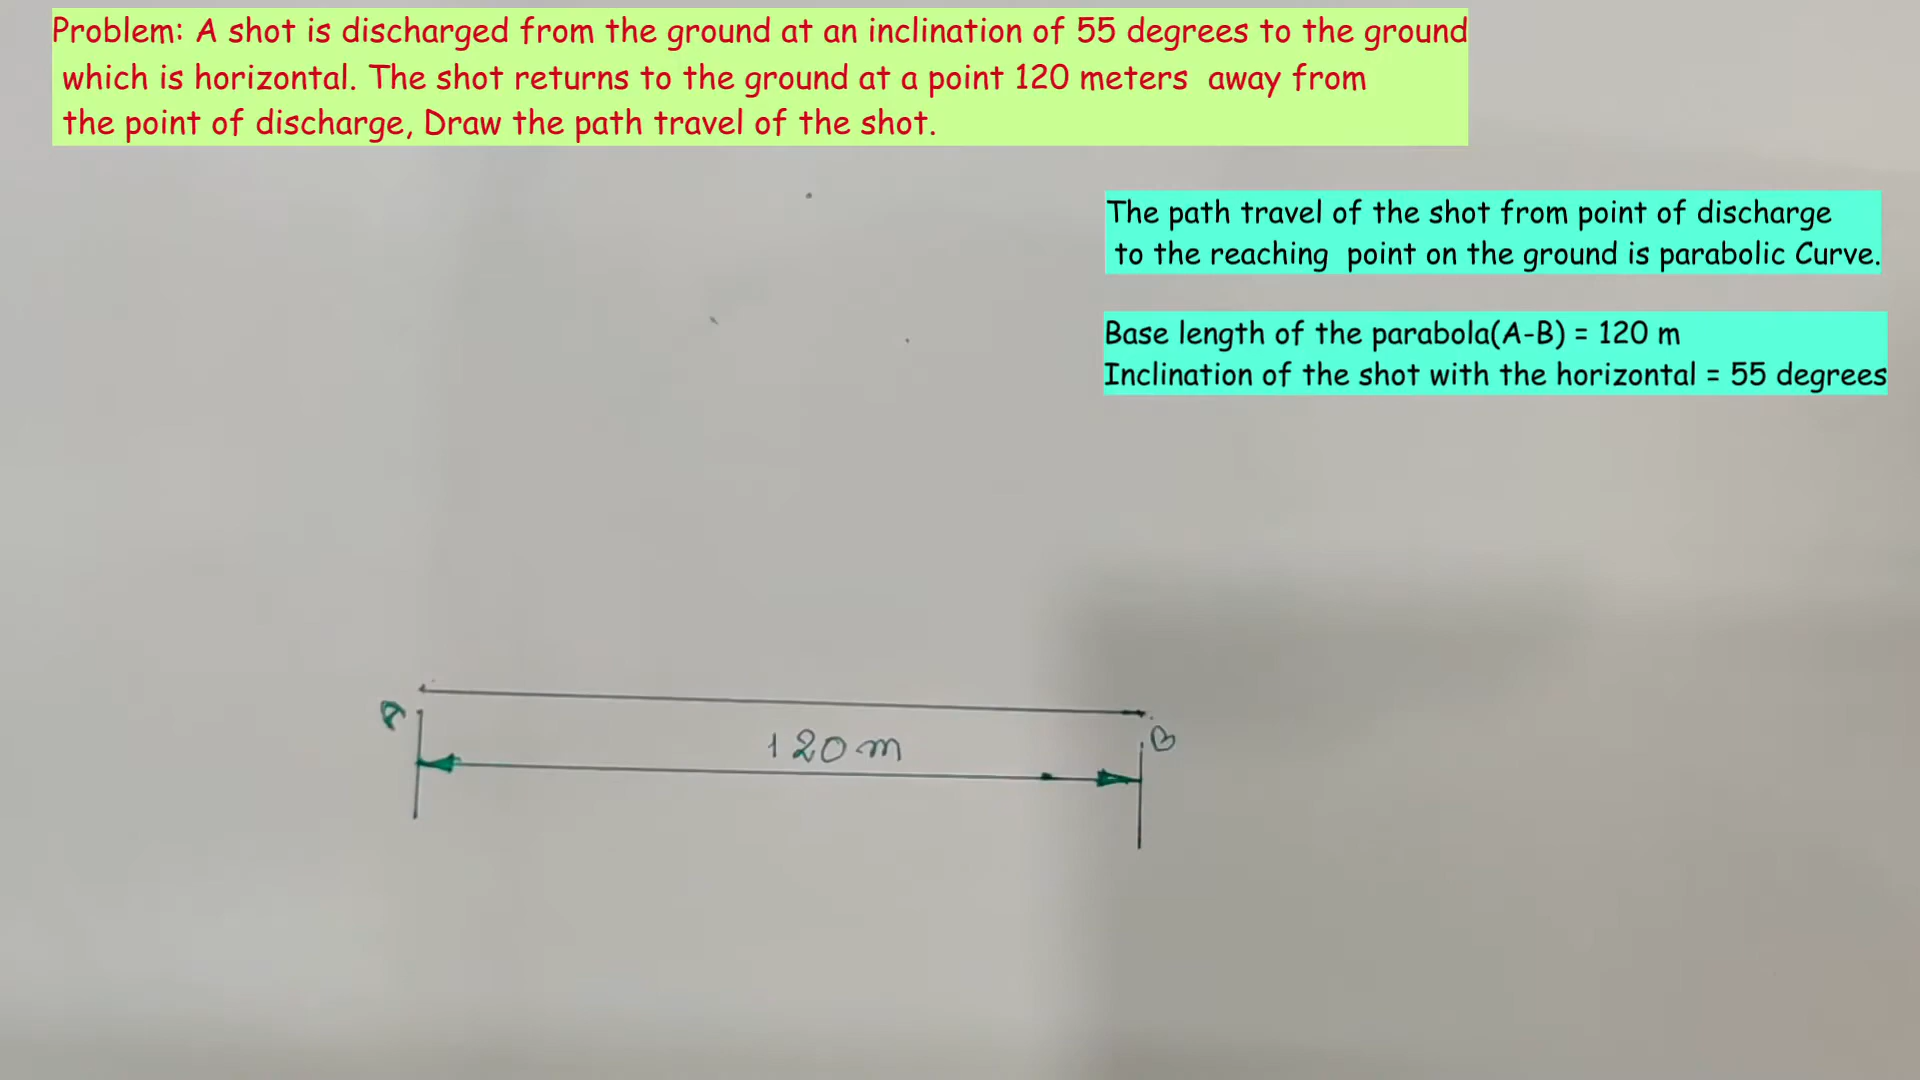 Problem: A shot is discharged from the ground at an inclination of 55 degrees to the ground
which is horizontal. The shot returns to the ground at a point 120 meters away from
the point of discharge, Draw the path travel of the shot.
The path travel of the shot from point of discharge
to the reaching point on the ground is parabolic Curve.
Base length of the parabola(A-B) = 120 m
Inclination of the shot with the horizontal = 55 degrees
A
B
120m